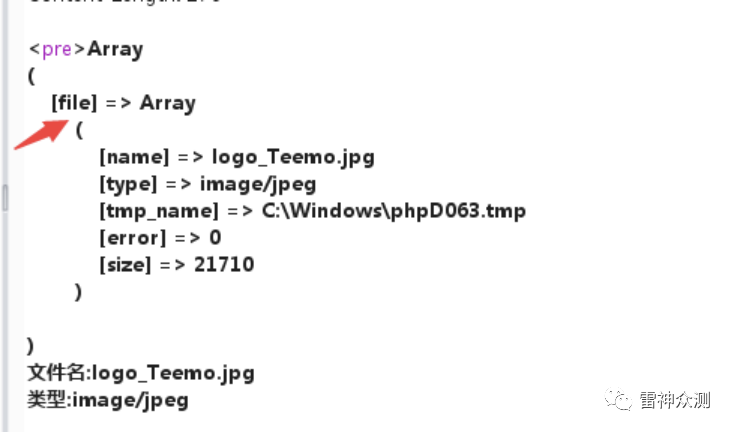 <pre>Array
(
[file] => Array
(
[name] => logo_Teemo.jpg
[type] => image/jpeg
[tmp_name] => C:\Windows\phpD063.tmp
[error] => 0
[size] => 21710
)
)
文件名:logo_Teemo.jpg
类型:image/jpeg
雷神众测